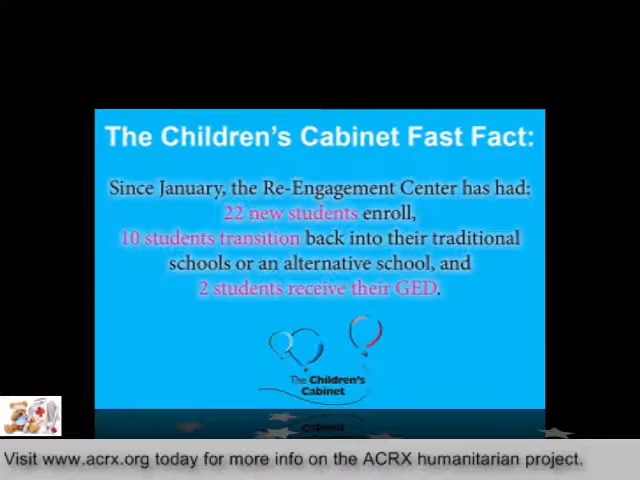 The Children's Cabinet Fast Fact:
Since January, the Re-Engagement Center has had:
22 new students enroll,
10 students transition back into their traditional
schools or an alternative school, and
2 students receive their GED.
The Children's
Cabinet
Visit www.acrx.org today for more info on the ACRX humanitarian project.